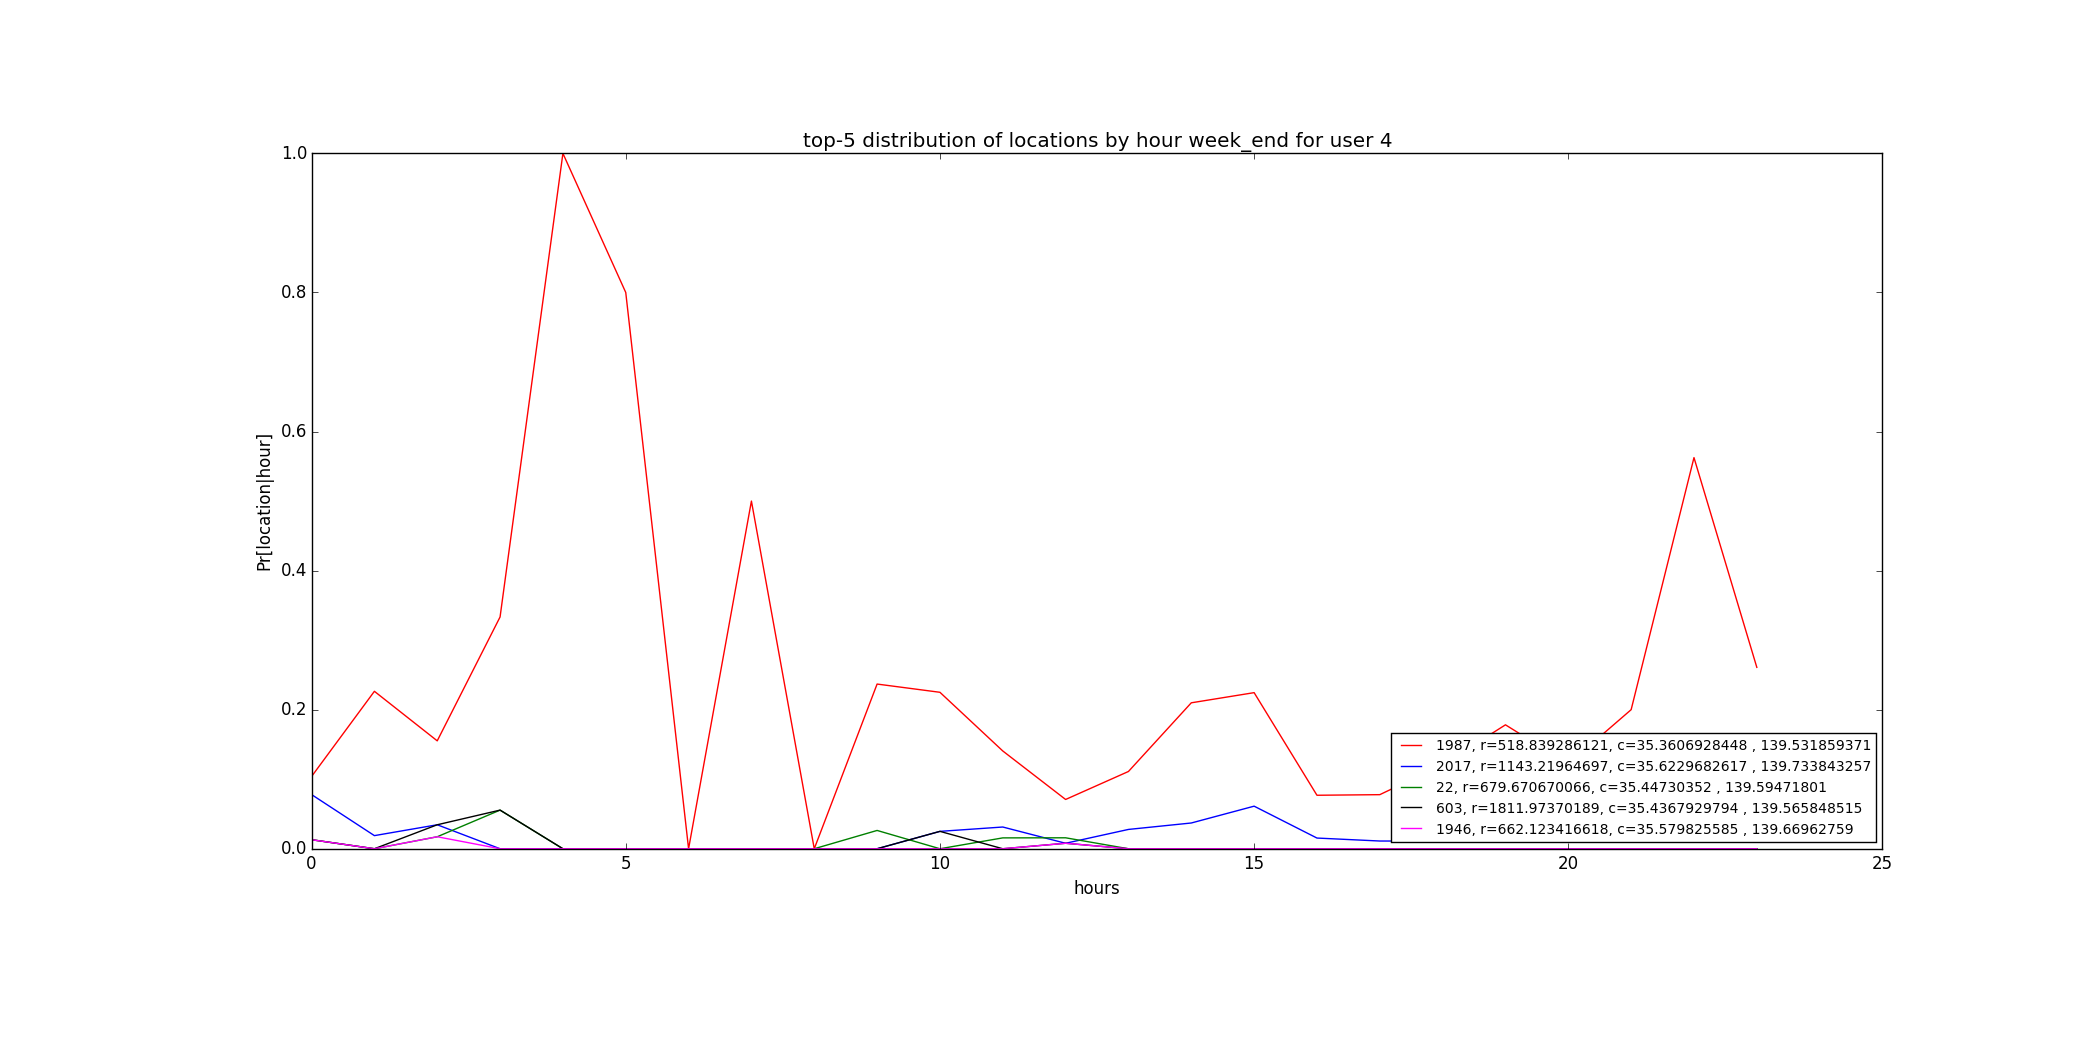 top-5 distribution of locations by hour week_end for user 4
1.0
0.8
0.6
0.4
0.2
0.0
Pr[location|hour]
0 5 10 15 20 25
hours
1987, r=518.839286121, c=35.3606928448 , 139.531859371
2017, r=1143.21964697, c=35.6229682617 , 139.733843257
22, r=679.670670066, c=35.44730352 , 139.59471801
603, r=1811.97370189, c=35.4367929794 , 139.565848515
1946, r=662.123416618, c=35.579825585 , 139.66962759